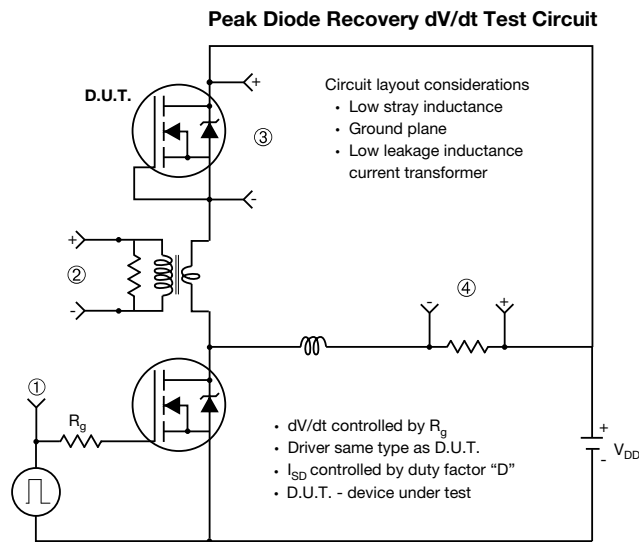 Peak Diode Recovery dV/dt Test Circuit
D.U.T.
+
③
-
Circuit layout considerations
• Low stray inductance
• Ground plane
• Low leakage inductance
current transformer
+
②
-
④
-
+
①
Rg
• dV/dt controlled by Rg
• Driver same type as D.U.T.
• ISD controlled by duty factor “D”
• D.U.T. - device under test
+
VDD
-